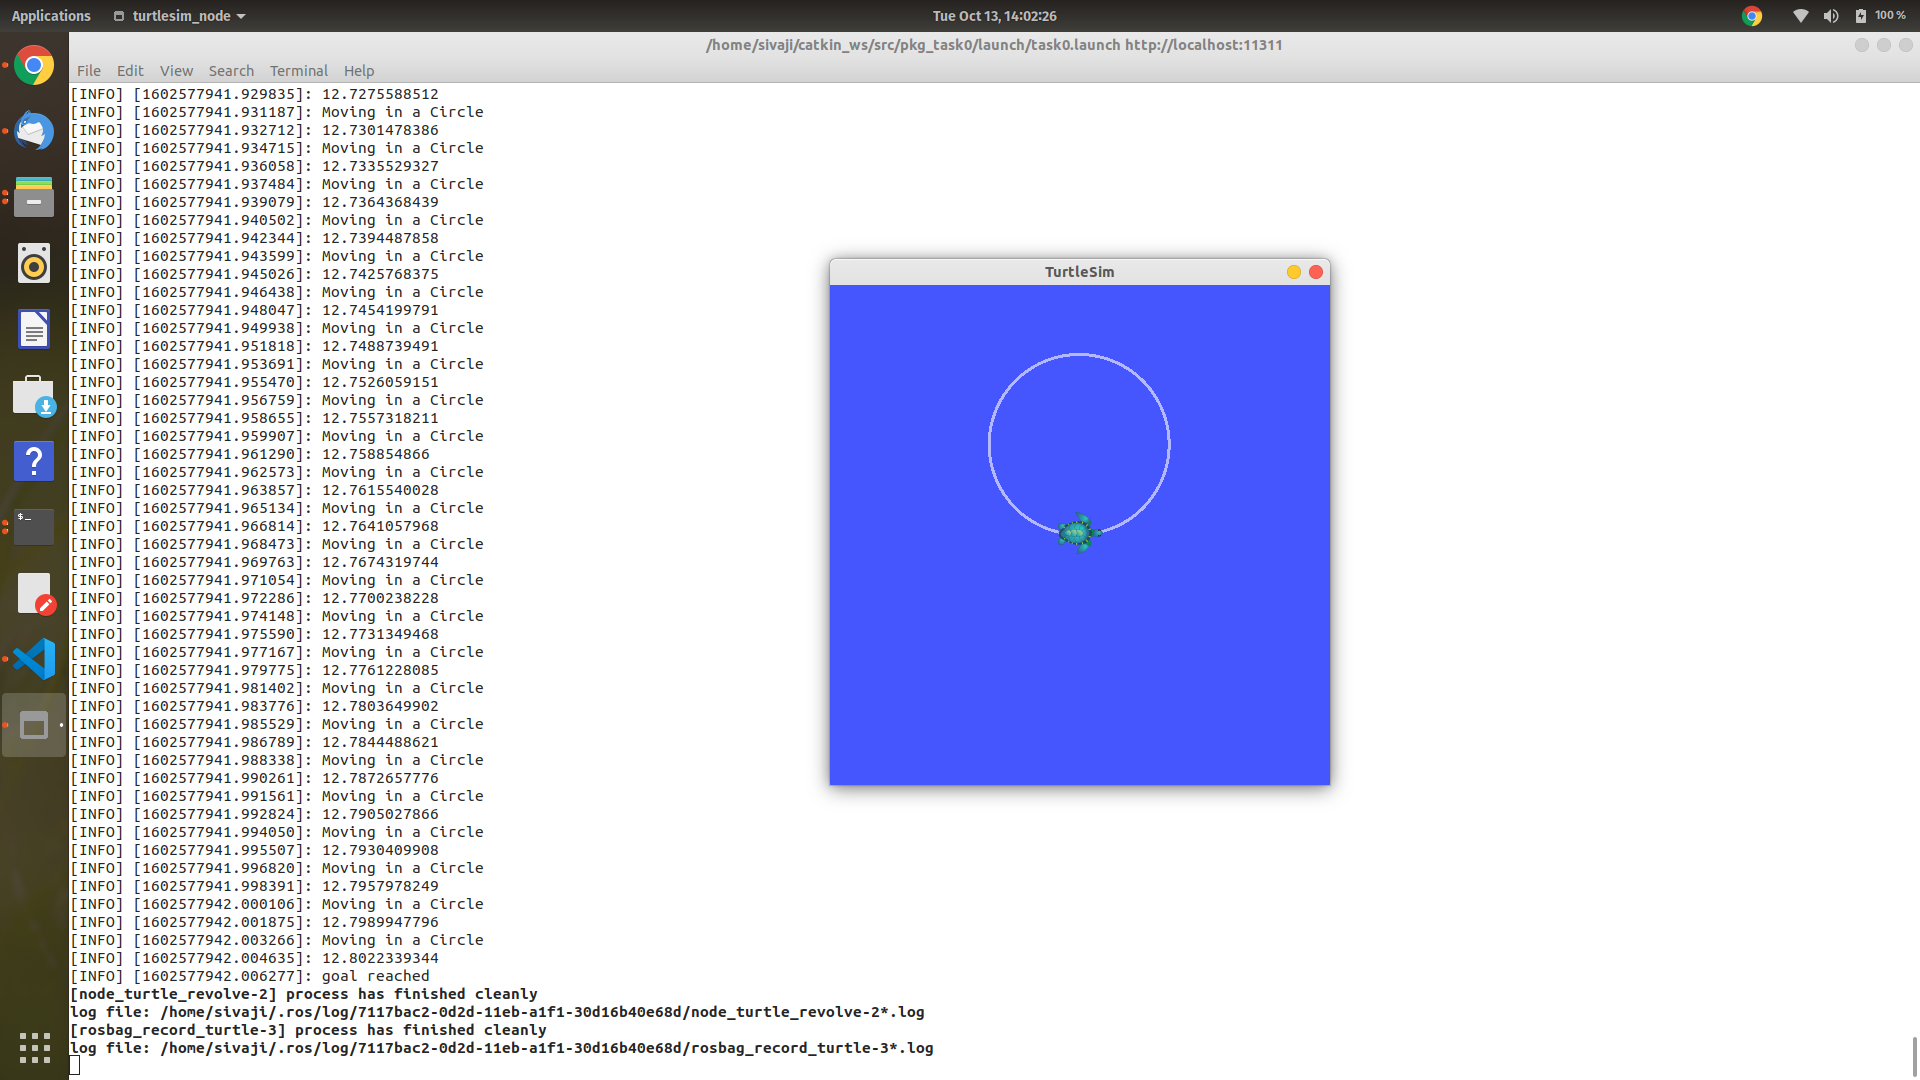 Applications turtlesim_node Tue Oct 13, 14:02:26 100 %
/home/sivaji/catkin_ws/src/pkg_task0/launch/task0.launch http://localhost:11311
File Edit View Search Terminal Help
[INFO] [1602577941.929835]: 12.7275588512
[INFO] [1602577941.931187]: Moving in a Circle
[INFO] [1602577941.932712]: 12.7301478386
[INFO] [1602577941.934715]: Moving in a Circle
[INFO] [1602577941.936058]: 12.7335529327
[INFO] [1602577941.937484]: Moving in a Circle
[INFO] [1602577941.939079]: 12.7364368439
[INFO] [1602577941.940502]: Moving in a Circle
[INFO] [1602577941.942344]: 12.7394487858
[INFO] [1602577941.943599]: Moving in a Circle
[INFO] [1602577941.945026]: 12.7425768375
[INFO] [1602577941.946438]: Moving in a Circle
[INFO] [1602577941.948047]: 12.7454199791
[INFO] [1602577941.949938]: Moving in a Circle
[INFO] [1602577941.951818]: 12.7488739491
[INFO] [1602577941.953691]: Moving in a Circle
[INFO] [1602577941.955470]: 12.7526059151
[INFO] [1602577941.956759]: Moving in a Circle
[INFO] [1602577941.958655]: 12.7557318211
[INFO] [1602577941.959907]: Moving in a Circle
[INFO] [1602577941.961290]: 12.758854866
[INFO] [1602577941.962573]: Moving in a Circle
[INFO] [1602577941.963857]: 12.7615540028
[INFO] [1602577941.965134]: Moving in a Circle
[INFO] [1602577941.966814]: 12.7641057968
[INFO] [1602577941.968473]: Moving in a Circle
[INFO] [1602577941.969763]: 12.7674319744
[INFO] [1602577941.971054]: Moving in a Circle
[INFO] [1602577941.972286]: 12.7700238228
[INFO] [1602577941.974148]: Moving in a Circle
[INFO] [1602577941.975590]: 12.7731349468
[INFO] [1602577941.977167]: Moving in a Circle
[INFO] [1602577941.979775]: 12.7761228085
[INFO] [1602577941.981402]: Moving in a Circle
[INFO] [1602577941.983776]: 12.7803649902
[INFO] [1602577941.985529]: Moving in a Circle
[INFO] [1602577941.986789]: 12.7844488621
[INFO] [1602577941.988338]: Moving in a Circle
[INFO] [1602577941.990261]: 12.7872657776
[INFO] [1602577941.991561]: Moving in a Circle
[INFO] [1602577941.992824]: 12.7905027866
[INFO] [1602577941.994050]: Moving in a Circle
[INFO] [1602577941.995507]: 12.7930409908
[INFO] [1602577941.996820]: Moving in a Circle
[INFO] [1602577941.998391]: 12.7957978249
[INFO] [1602577942.000106]: Moving in a Circle
[INFO] [1602577942.001875]: 12.7989947796
[INFO] [1602577942.003266]: Moving in a Circle
[INFO] [1602577942.004635]: 12.8022339344
[INFO] [1602577942.006277]: goal reached
[node_turtle_revolve-2] process has finished cleanly
log file: /home/sivaji/.ros/log/7117bac2-0d2d-11eb-a1f1-30d16b40e68d/node_turtle_revolve-2*.log
[rosbag_record_turtle-3] process has finished cleanly
log file: /home/sivaji/.ros/log/7117bac2-0d2d-11eb-a1f1-30d16b40e68d/rosbag_record_turtle-3*.log
TurtleSim